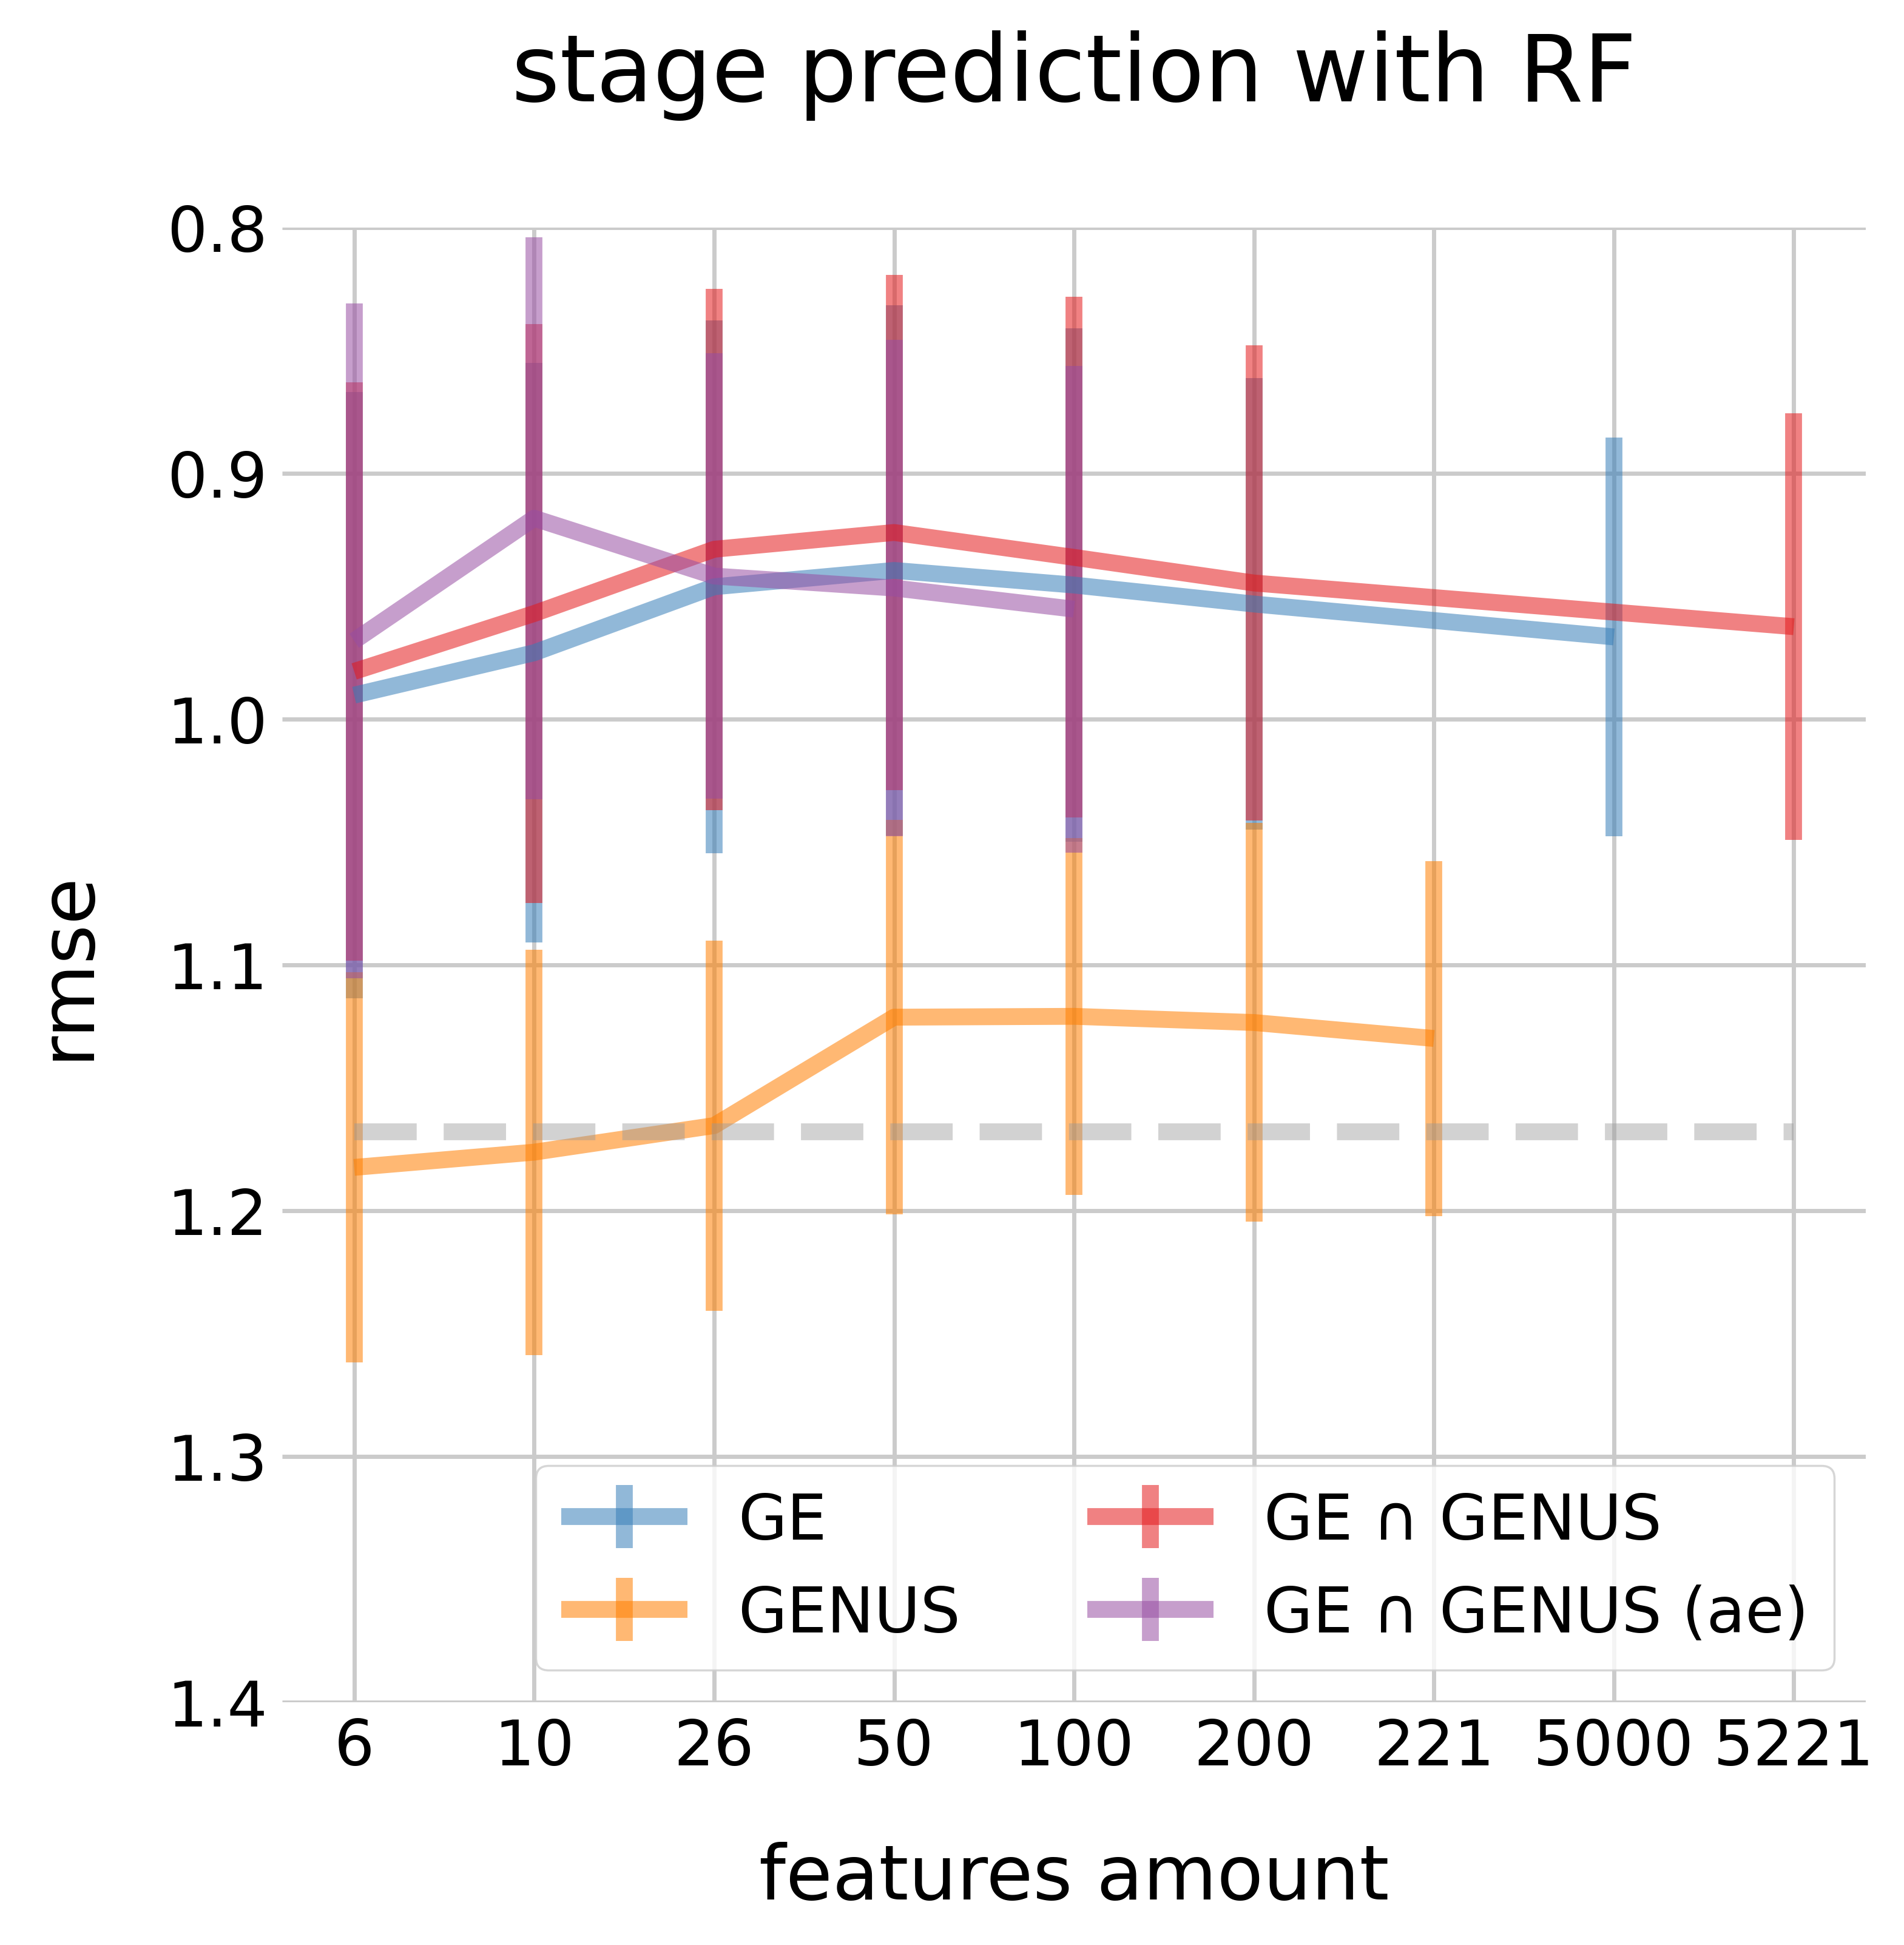 stage prediction with RF
0.8
0.9
1.0
1.1
1.2
1.3
1.4
rmse
GE
GENUS
GE ∩ GENUS
GE ∩ GENUS (ae)
6 10 26 50 100 200 221 5000 5221
features amount